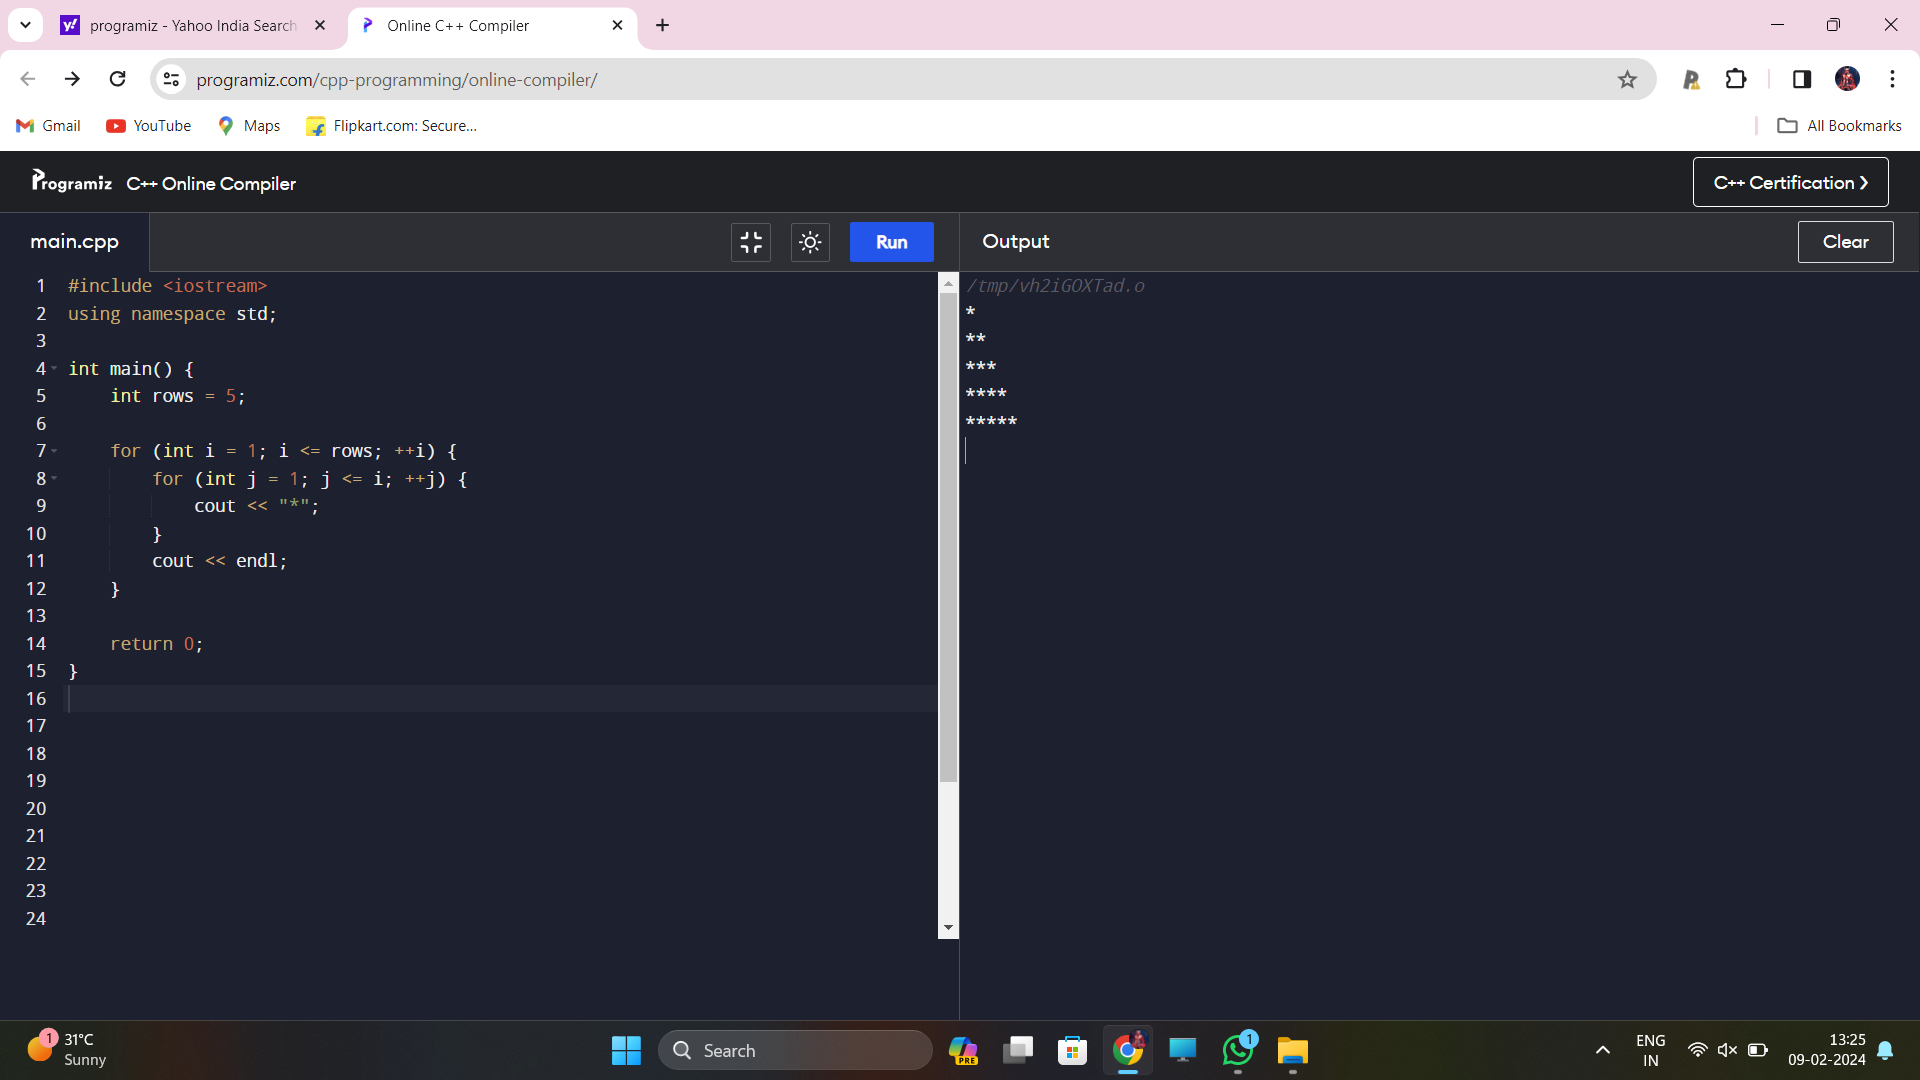 programiz - Yahoo India Search
Online C++ Compiler
programiz.com/cpp-programming/online-compiler/
Gmail
YouTube
Maps
Flipkart.com: Secure...
All Bookmarks
Programiz
C++ Online Compiler
C++ Certification >
main.cpp
Run
Output
Clear
1 #include <iostream>
2 using namespace std;
3
4 int main() {
5     int rows = 5;
6
7     for (int i = 1; i <= rows; ++i) {
8         for (int j = 1; j <= i; ++j) {
9             cout << "*";
10         }
11         cout << endl;
12     }
13
14     return 0;
15 }
16
17
18
19
20
21
22
23
24
/tmp/vh2iGOXTad.o
*
**
***
****
*****
1
31°C
Sunny
Search
PRE
1
ENG
IN
13:25
09-02-2024